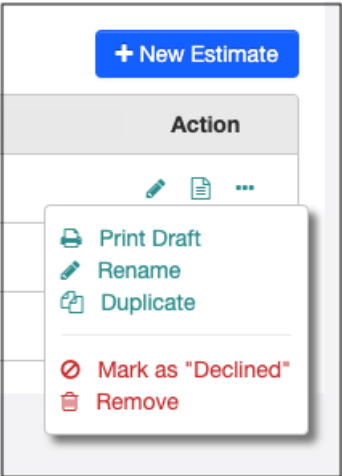 + New Estimate
Action
Print Draft
Rename
Duplicate
Mark as "Declined"
Remove